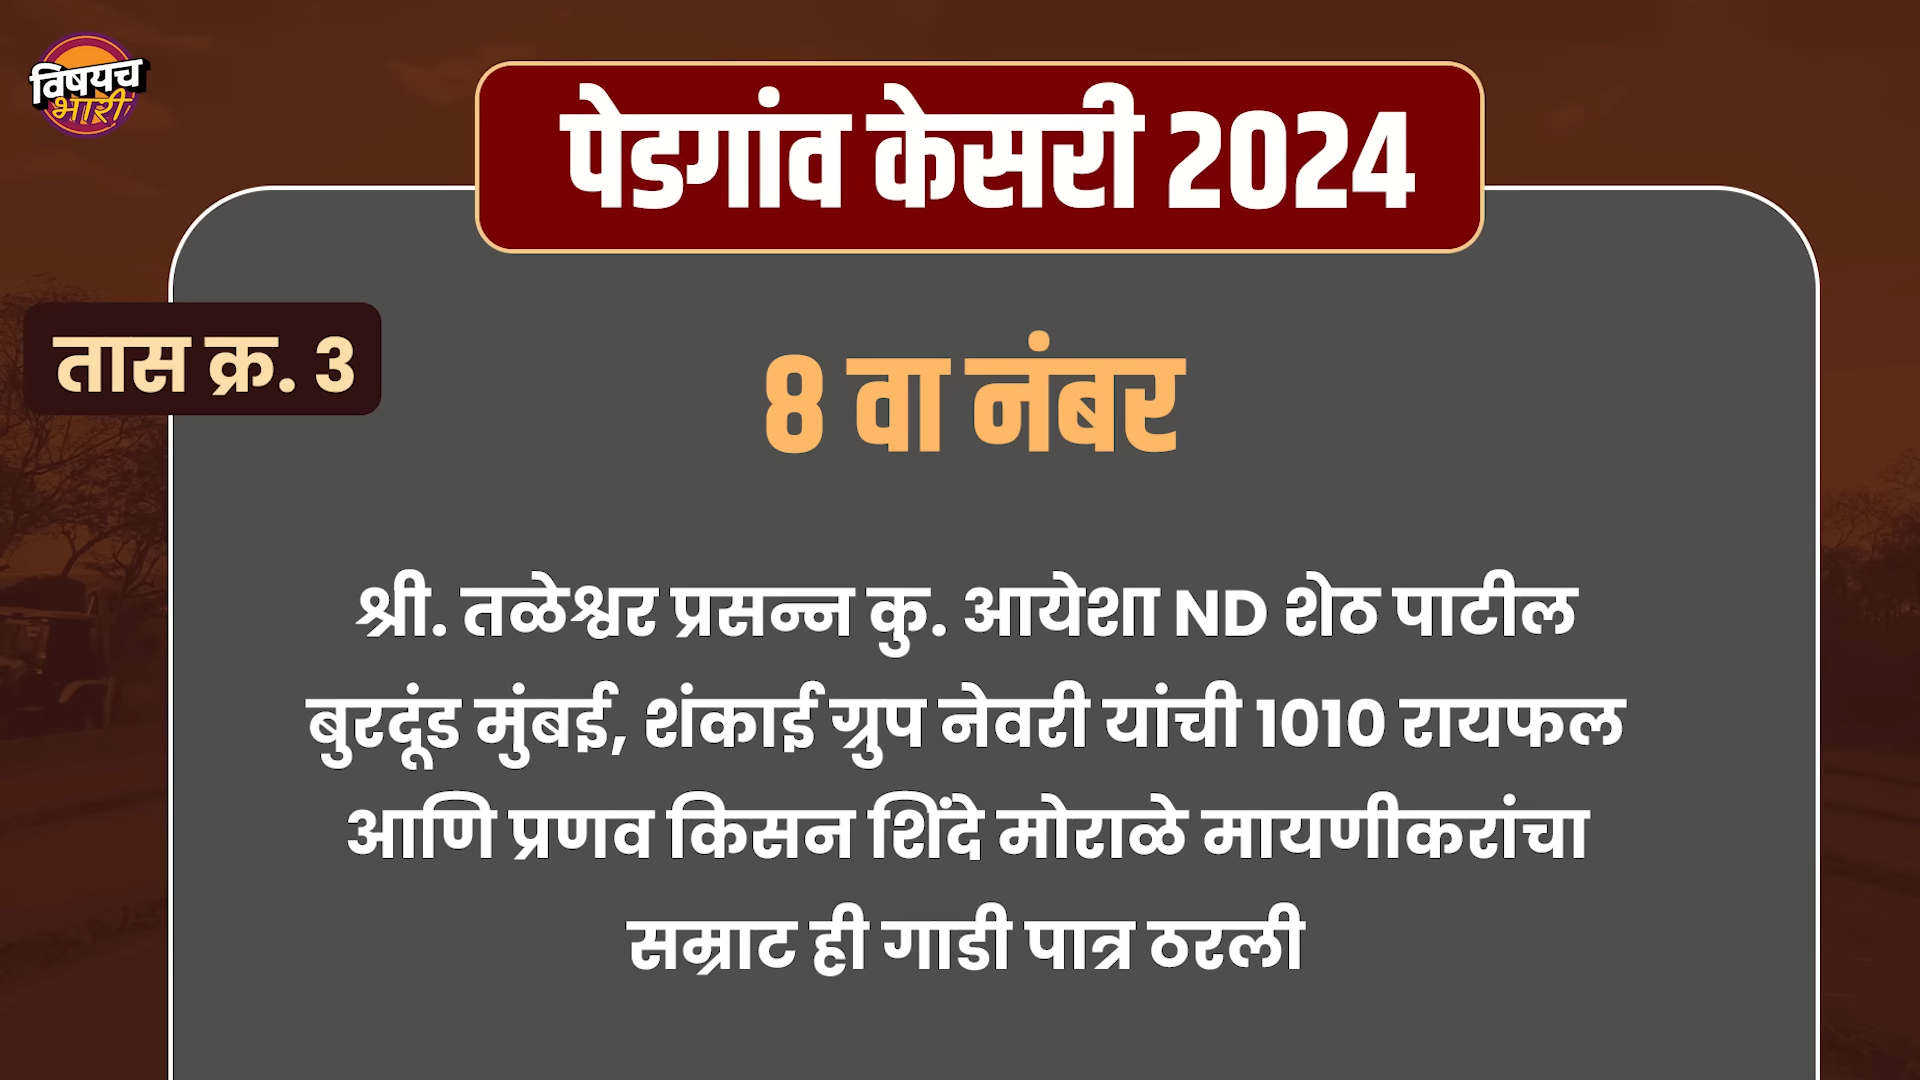 विषयच
भारी
पेडगांव केसरी 2024
तास क्र. 3
8 वा नंबर
श्री. तळेश्वर प्रसन्न कु. आयेशा ND शेठ पाटील
बुरदूंड मुंबई, शंकाई ग्रुप नेवरी यांची 1010 रायफल
आणि प्रणव किसन शिंदे मोराळे मायणीकरांचा
सम्राट ही गाडी पात्र ठरली